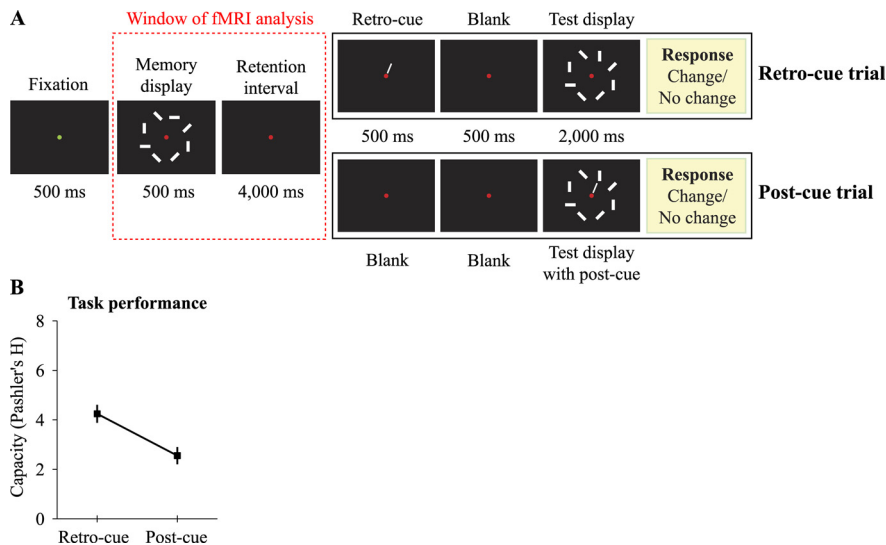 A
Window of fMRI analysis
Fixation
500 ms
Memory
display
500 ms
Retention
interval
4,000 ms
Retro-cue
500 ms
Blank
500 ms
Test display
2,000 ms
Response
Change/
No change
Retro-cue trial
Blank
Blank
Test display
with post-cue
Response
Change/
No change
Post-cue trial
B
Task performance
Capacity (Pashler's H)
8
6
4
2
0
Retro-cue
Post-cue